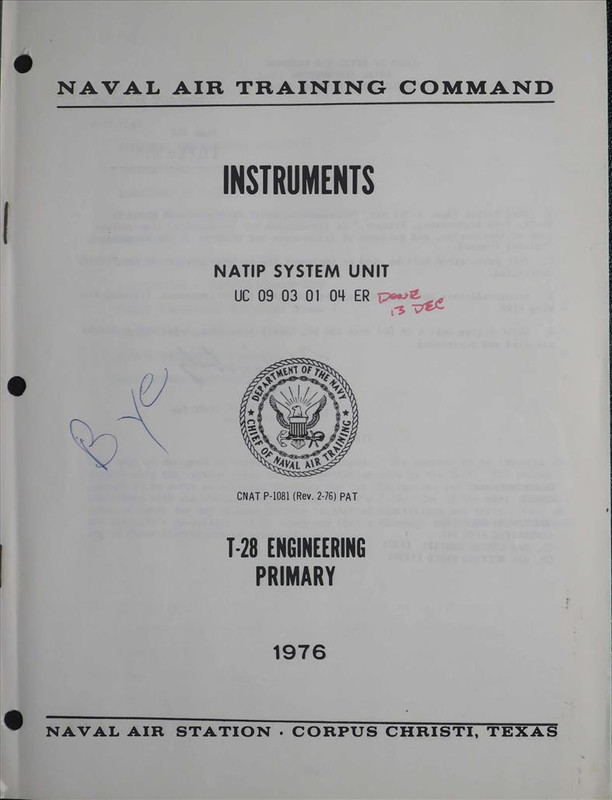 NAVAL AIR TRAINING COMMAND
INSTRUMENTS
NATIP SYSTEM UNIT
UC 09 03 01 04 ER DONE
13 DEC
DEPARTMENT OF THE NAVY
CHIEF OF NAVAL AIR TRAINING
Bye
CNAT P-1081 (Rev. 2-76) PAT
T-28 ENGINEERING
PRIMARY
1976
NAVAL AIR STATION · CORPUS CHRISTI, TEXAS